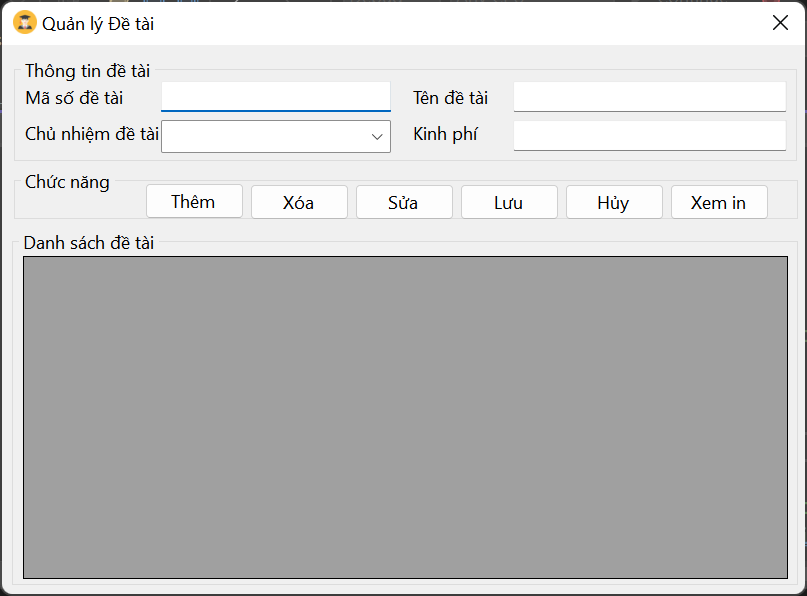 Quản lý Đề tài
Thông tin đề tài
Mã số đề tài
Tên đề tài
Chủ nhiệm đề tài
Kinh phí
Chức năng
Thêm
Xóa
Sửa
Lưu
Hủy
Xem in
Danh sách đề tài